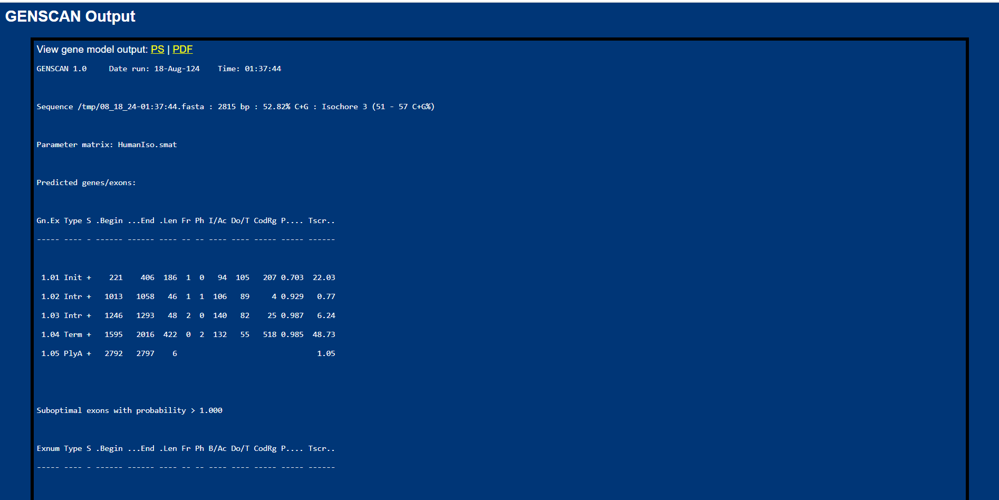 GENSCAN Output
View gene model output: PS | PDF
GENSCAN 1.0     Date run: 18-Aug-124    Time: 01:37:44
Sequence /tmp/08_18_24-01:37:44.fasta : 2815 bp : 52.82% C+G : Isochore 3 (51 - 57 C+G%)
Parameter matrix: HumanIso.smat
Predicted genes/exons:
Gn.Ex Type S .Begin ...End .Len Fr Ph I/Ac Do/T CodRg P.... Tscr..
----- ---- - ------ ------ ---- -- -- ---- ---- ----- ----- ------
 1.01 Init +    221    406  186  1  0   94  105   207 0.703  22.03
 1.02 Intr +   1013   1058   46  1  1  106   89     4 0.929   0.77
 1.03 Intr +   1246   1293   48  2  0  140   82    25 0.987   6.24
 1.04 Term +   1595   2016  422  0  2  132   55   518 0.985  48.73
 1.05 PlyA +   2792   2797    6                               1.05
Suboptimal exons with probability > 1.000
Exnum Type S .Begin ...End .Len Fr Ph B/Ac Do/T CodRg P.... Tscr..
----- ---- - ------ ------ ---- -- -- ---- ---- ----- ----- ------